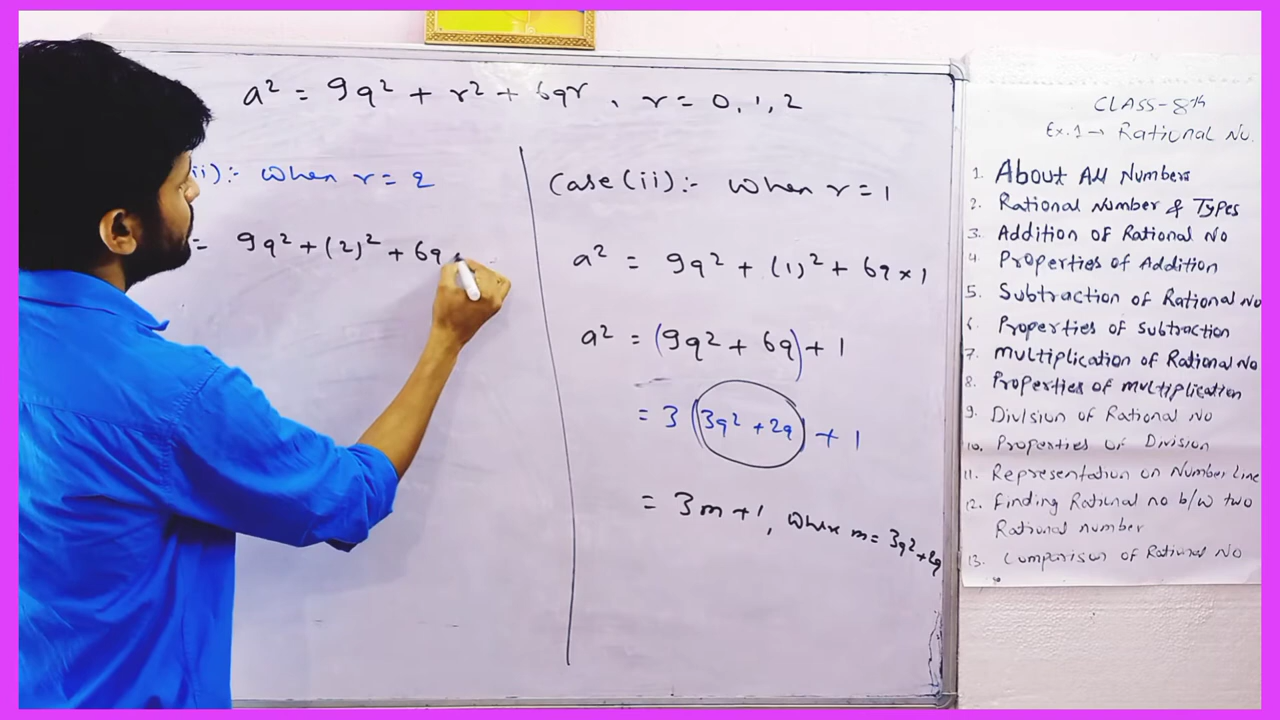 a² = 9q² + r² + 6qr , r = 0, 1, 2
ii):- When r = 2
= 9q² + (2)² + 6q
Case (ii):- When r = 1
a² = 9q² + (1)² + 6q × 1
a² = (9q² + 6q) + 1
= 3 (3q² + 2q) + 1
= 3m + 1, where m = 3q² + 2q
CLASS-8th
Ex.1 → Rational No.
1. About All Numbers
2. Rational Number & Types
3. Addition of Rational No
4. Properties of Addition
5. Subtraction of Rational No
6. Properties of Subtraction
7. Multiplication of Rational No
8. Properties of multiplication
9. Division of Rational No
10. Properties of Division
11. Representation on Number Line
12. Finding Rational no b/w two
Rational number
13. Comparison of Rational No